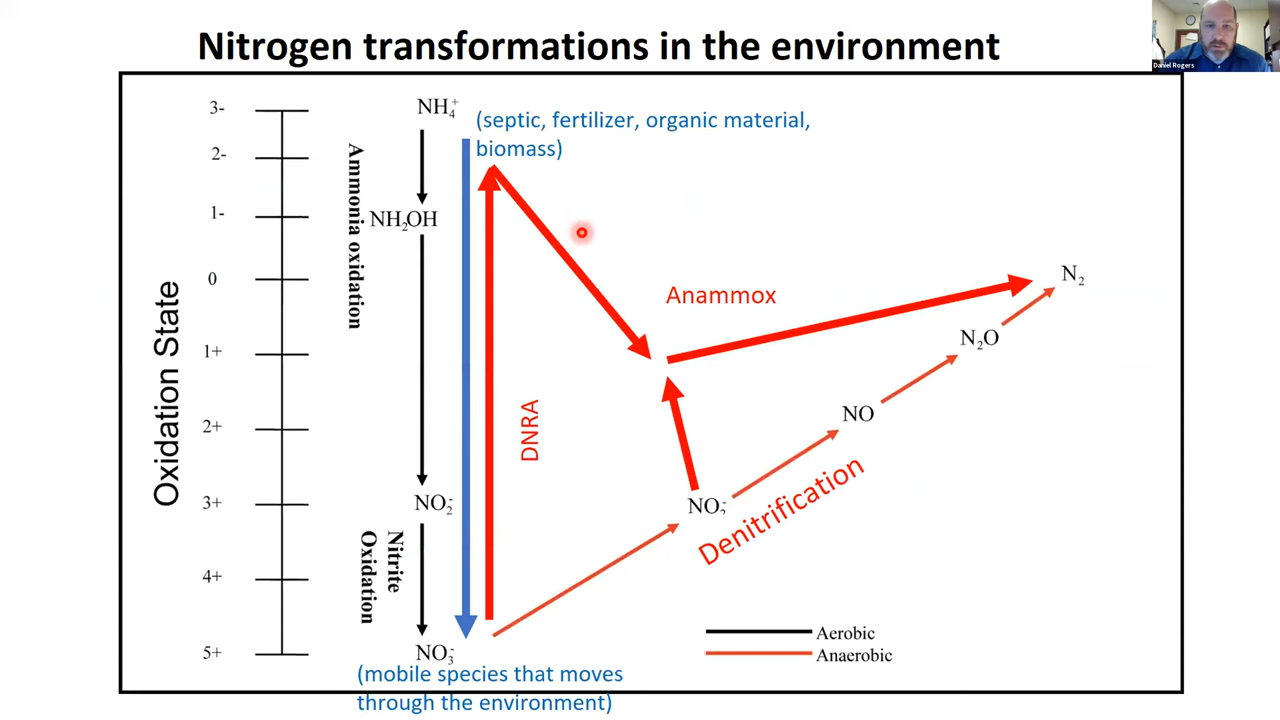 Nitrogen transformations in the environment
Daniel Rogers
Oxidation State
3-
2-
1-
0
1+
2+
3+
4+
5+
Ammonia oxidation
Nitrite
Oxidation
NH₄⁺
NH₂OH
NO₂⁻
NO₃⁻
(septic, fertilizer, organic material,
biomass)
DNRA
Anammox
N₂
N₂O
NO
NO₂⁻
Denitrification
Aerobic
Anaerobic
(mobile species that moves
through the environment)